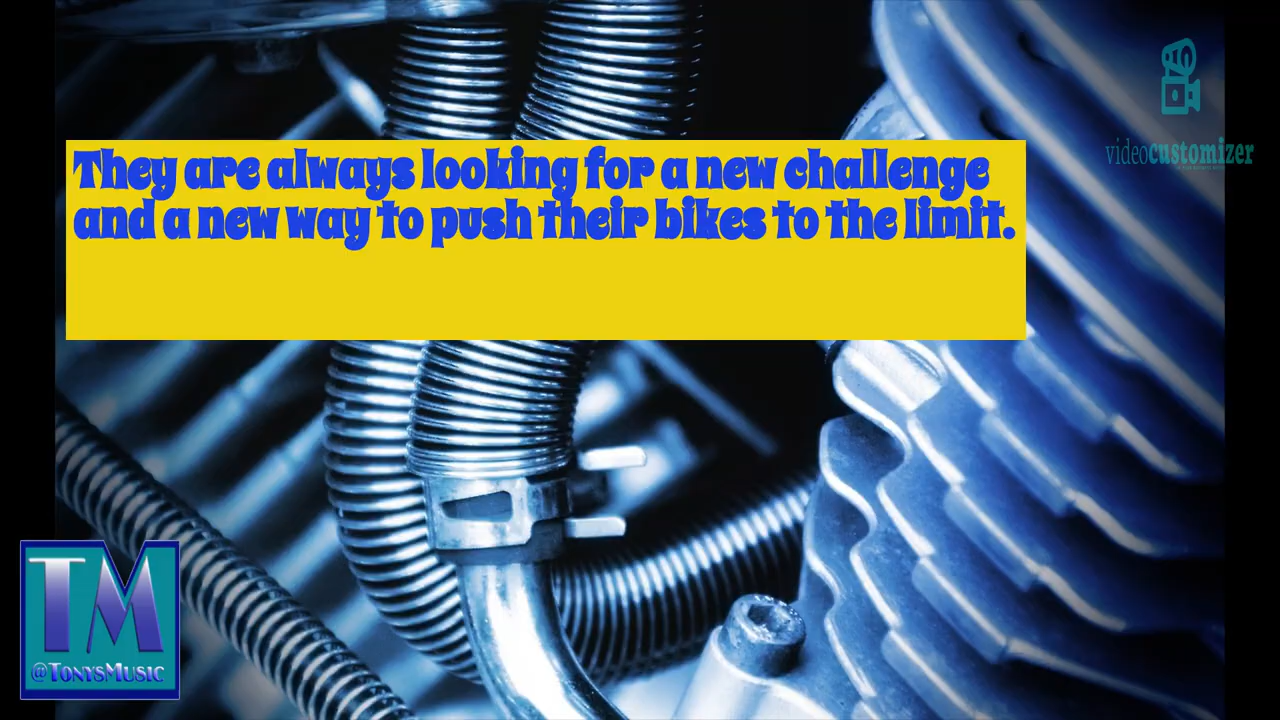 They are always looking for a new challenge
and a new way to push their bikes to the limit.
videocustomizer
TM
@TonysMusic